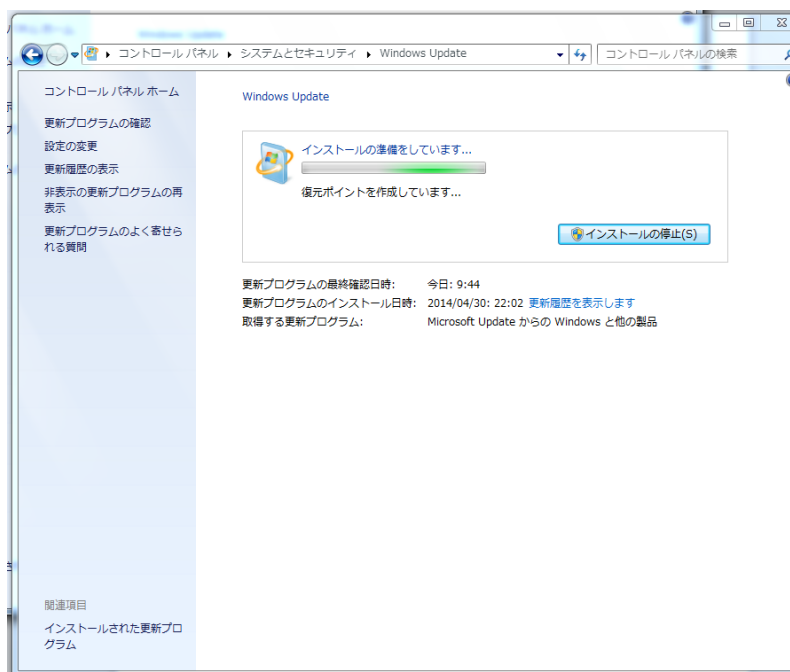 コントロール パネル ▸ システムとセキュリティ ▸ Windows Update
コントロール パネルの検索
コントロール パネル ホーム
更新プログラムの確認
設定の変更
更新履歴の表示
非表示の更新プログラムの再
表示
更新プログラムのよく寄せら
れる質問
Windows Update
インストールの準備をしています...
復元ポイントを作成しています...
インストールの停止(S)
更新プログラムの最終確認日時: 今日: 9:44
更新プログラムのインストール日時: 2014/04/30: 22:02 更新履歴を表示します
取得する更新プログラム: Microsoft Update からの Windows と他の製品
関連項目
インストールされた更新プロ
グラム